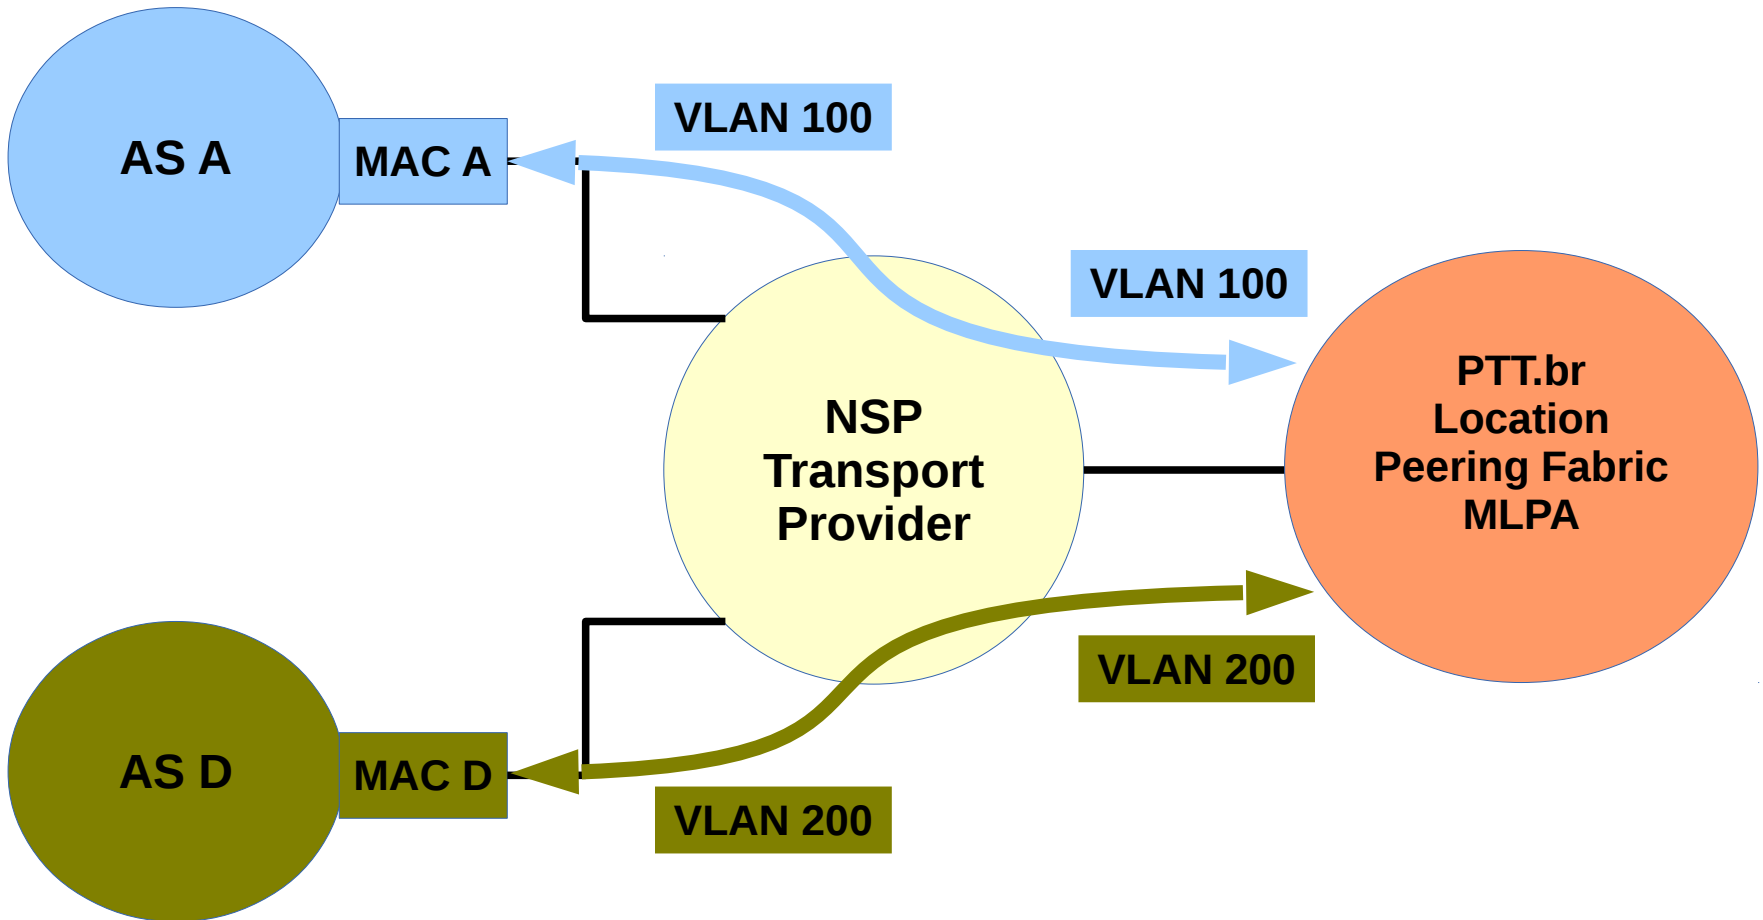 VLAN 100
AS A
MAC A
VLAN 100
PTT.br
Location
Peering Fabric
MLPA
NSP
Transport
Provider
VLAN 200
AS D
MAC D
VLAN 200